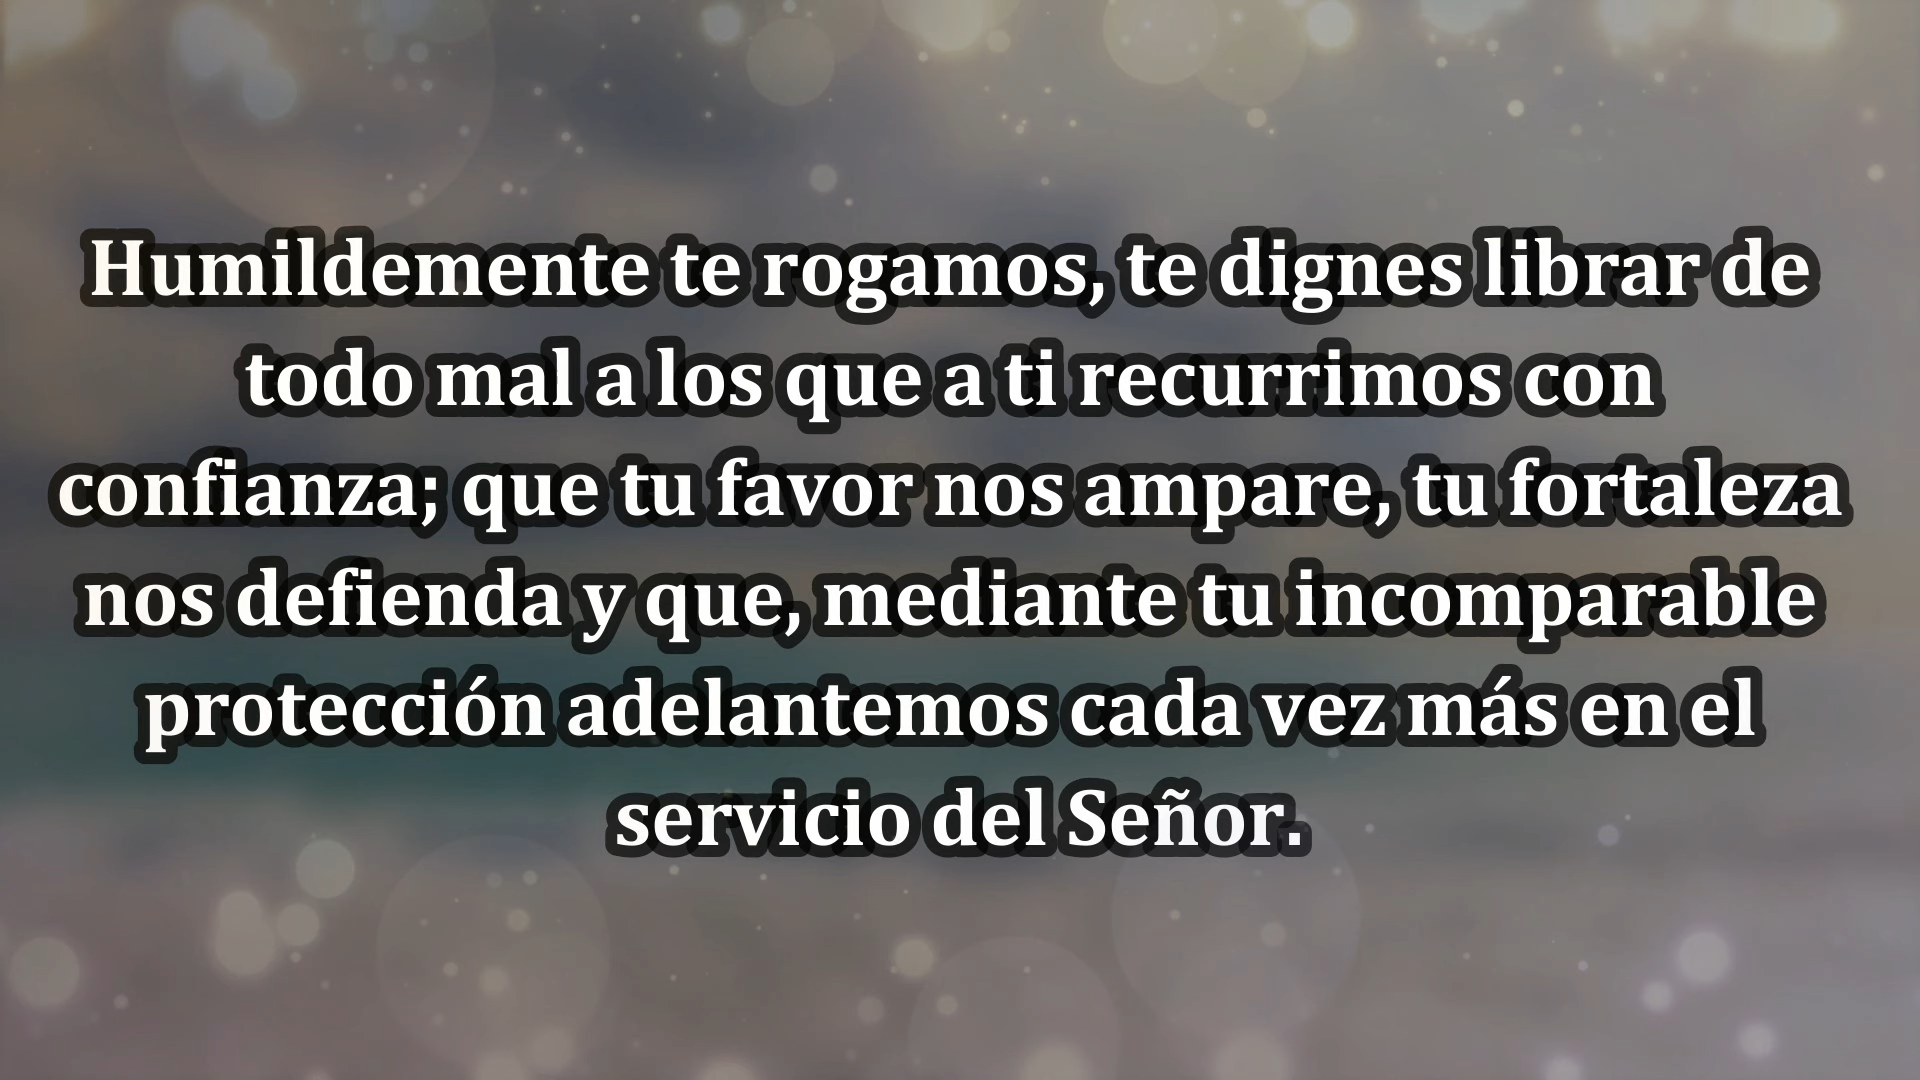 Humildemente te rogamos, te dignes librar de
todo mal a los que a ti recurrimos con
confianza; que tu favor nos ampare, tu fortaleza
nos defienda y que, mediante tu incomparable
protección adelantemos cada vez más en el
servicio del Señor.